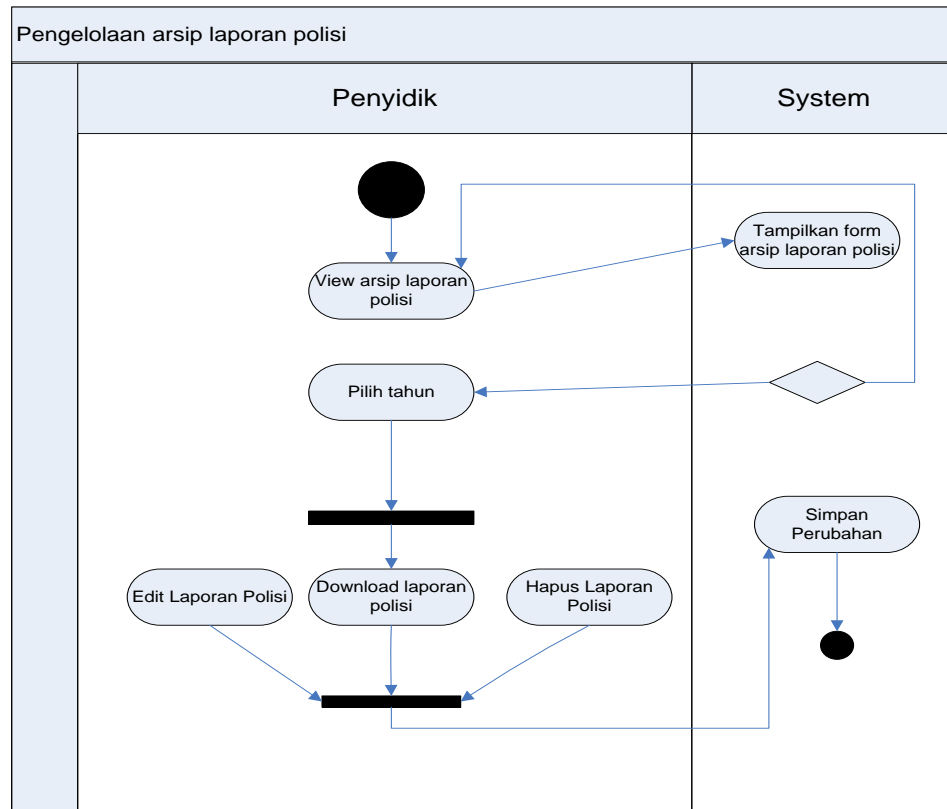 Pengelolaan arsip laporan polisi
Penyidik
System
Tampilkan form
arsip laporan polisi
View arsip laporan
polisi
Pilih tahun
Simpan
Perubahan
Edit Laporan Polisi
Download laporan
polisi
Hapus Laporan
Polisi